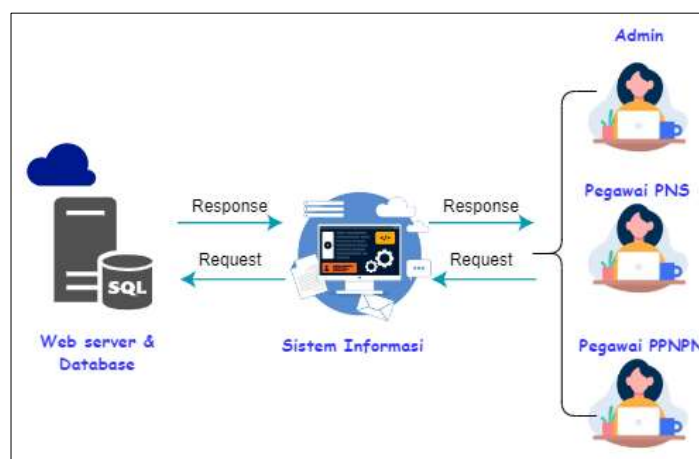 Admin
Pegawai PNS
Response
Response
Request
Request
SQL
Web server &
Database
Sistem Informasi
Pegawai PPNPN